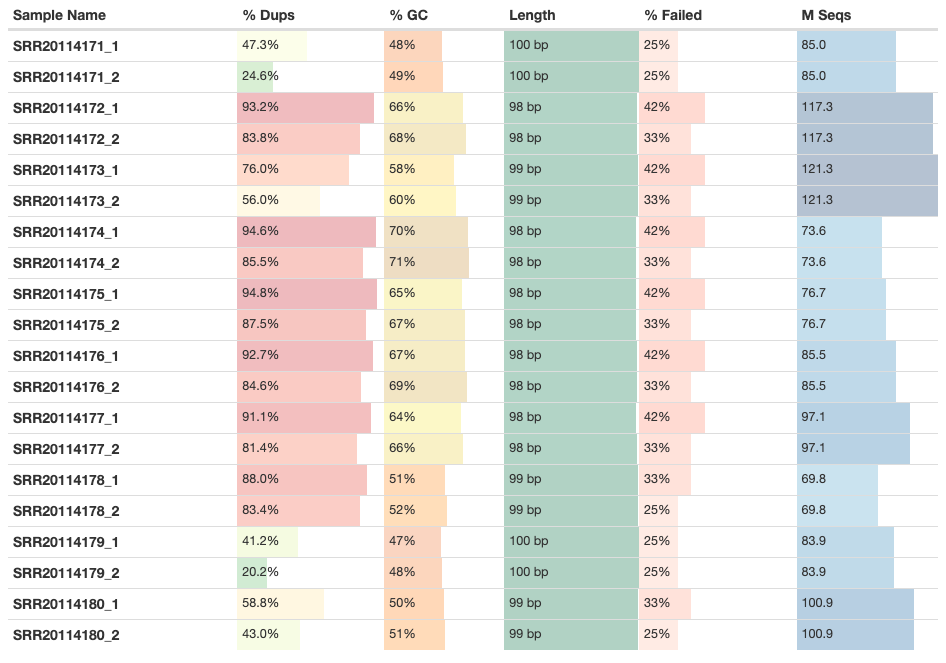 Sample Name % Dups % GC Length % Failed M Seqs
SRR20114171_1 47.3% 48% 100 bp 25% 85.0
SRR20114171_2 24.6% 49% 100 bp 25% 85.0
SRR20114172_1 93.2% 66% 98 bp 42% 117.3
SRR20114172_2 83.8% 68% 98 bp 33% 117.3
SRR20114173_1 76.0% 58% 99 bp 42% 121.3
SRR20114173_2 56.0% 60% 99 bp 33% 121.3
SRR20114174_1 94.6% 70% 98 bp 42% 73.6
SRR20114174_2 85.5% 71% 98 bp 33% 73.6
SRR20114175_1 94.8% 65% 98 bp 42% 76.7
SRR20114175_2 87.5% 67% 98 bp 33% 76.7
SRR20114176_1 92.7% 67% 98 bp 42% 85.5
SRR20114176_2 84.6% 69% 98 bp 33% 85.5
SRR20114177_1 91.1% 64% 98 bp 42% 97.1
SRR20114177_2 81.4% 66% 98 bp 33% 97.1
SRR20114178_1 88.0% 51% 99 bp 33% 69.8
SRR20114178_2 83.4% 52% 99 bp 25% 69.8
SRR20114179_1 41.2% 47% 100 bp 25% 83.9
SRR20114179_2 20.2% 48% 100 bp 25% 83.9
SRR20114180_1 58.8% 50% 99 bp 33% 100.9
SRR20114180_2 43.0% 51% 99 bp 25% 100.9